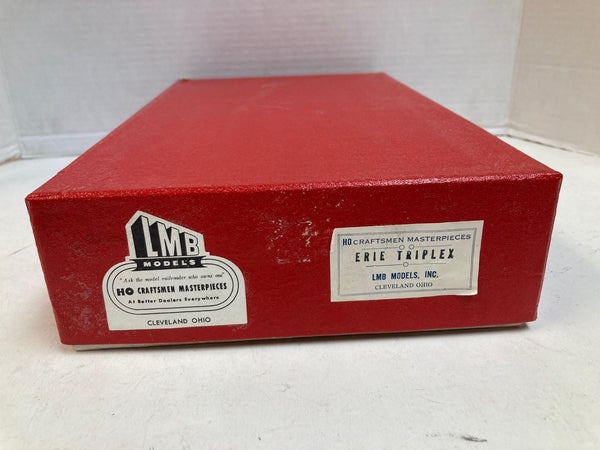 LMB
MODELS
"Ask the model railroader who owns one"
HO CRAFTSMEN MASTERPIECES
At Better Dealers Everywhere
CLEVELAND OHIO
HO CRAFTSMEN MASTERPIECES
ERIE TRIPLEX
LMB MODELS, INC.
CLEVELAND OHIO